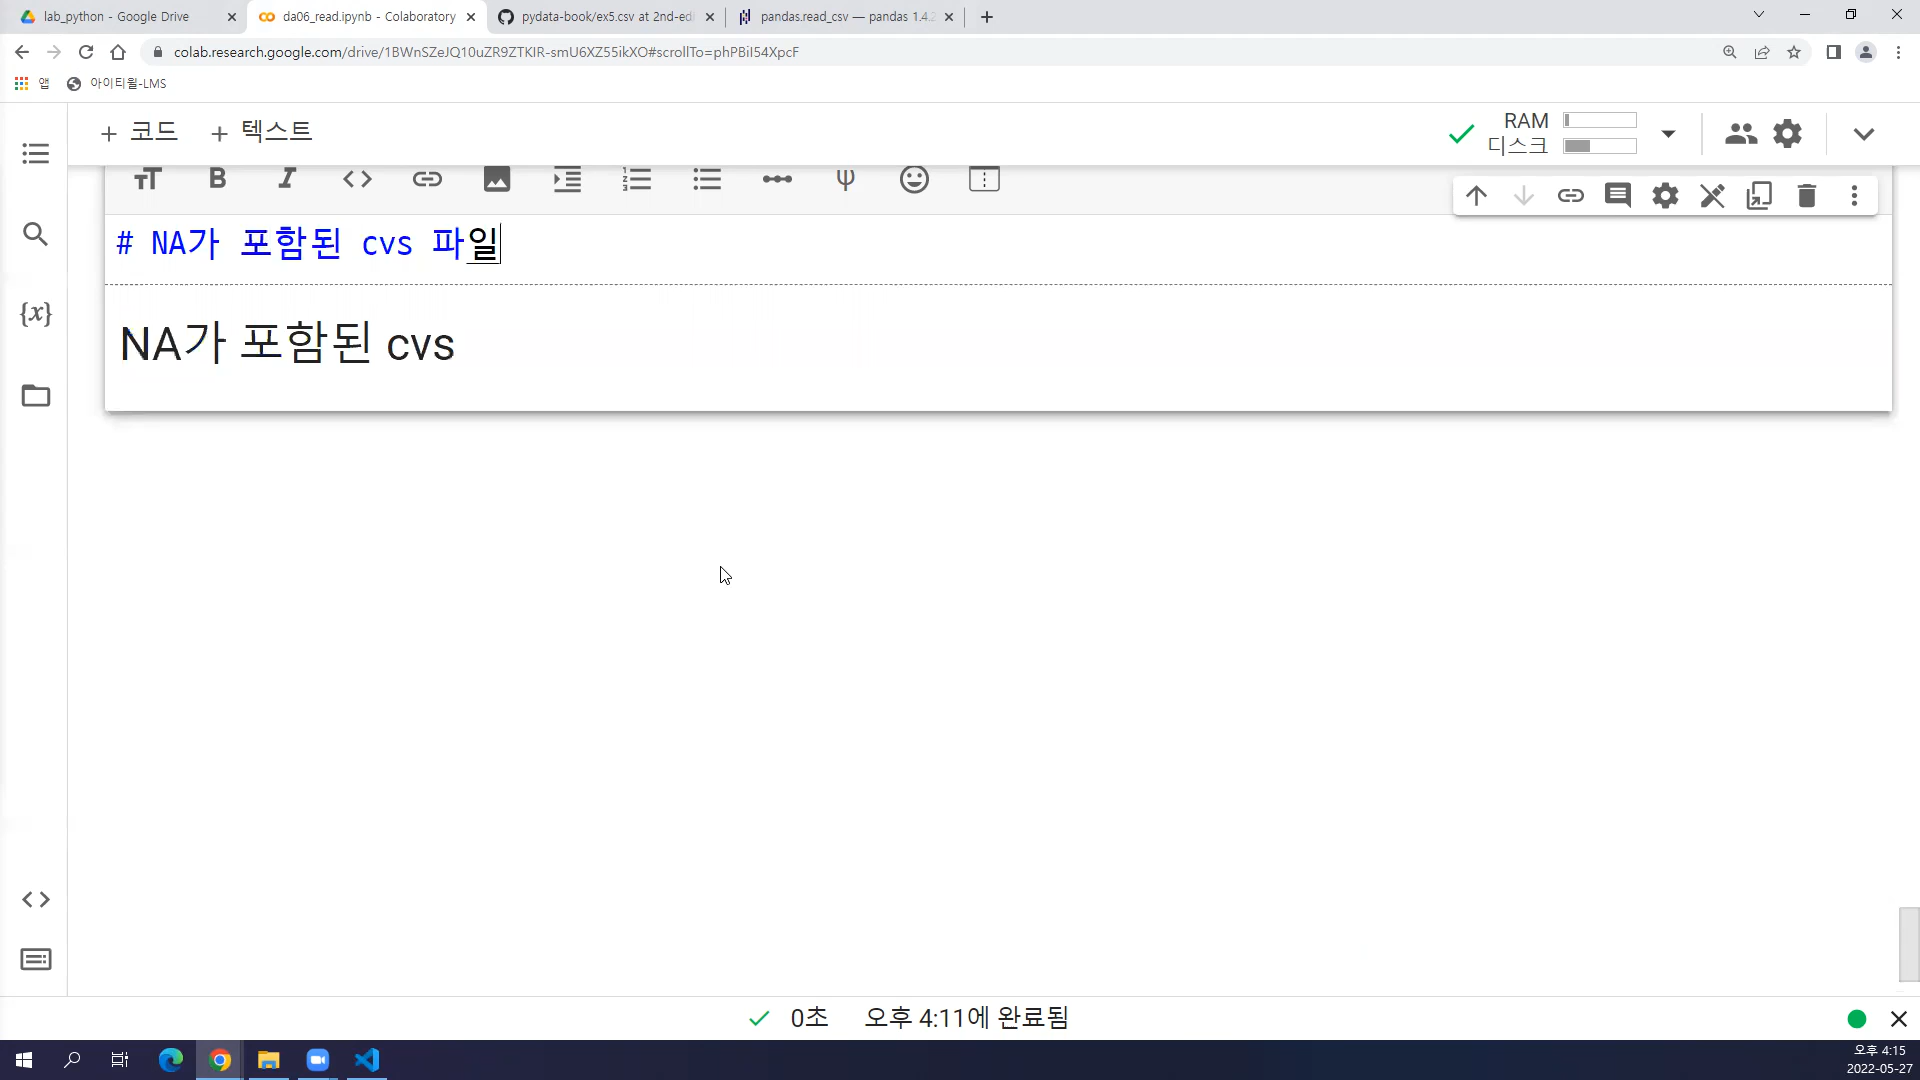 lab_python - Google Drive
da06_read.ipynb - Colaboratory
pydata-book/ex5.csv at 2nd-edi
pandas.read_csv — pandas 1.4.2
colab.research.google.com/drive/1BWnSZeJQ10uZR9ZTKIR-smU6XZ55ikXO#scrollTo=phPBiI54XpcF
앱
아이티윌-LMS
+ 코드
+ 텍스트
RAM
디스크
# NA가 포함된 cvs 파일
NA가 포함된 cvs
0초 오후 4:11에 완료됨
오후 4:15
2022-05-27